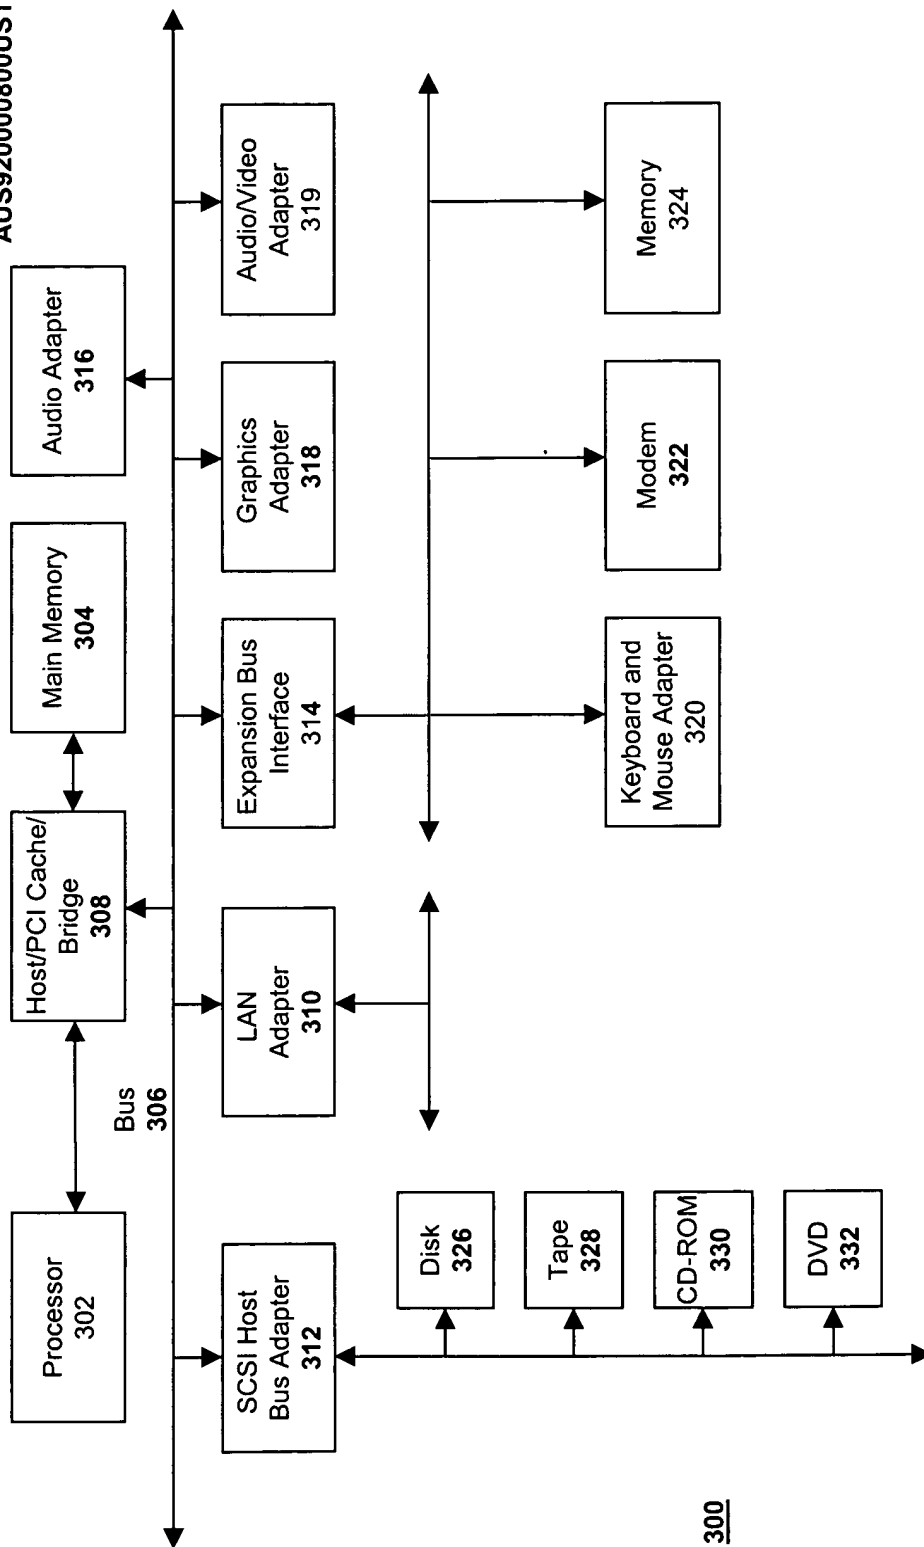 Processor
302
Host/PCI Cache/
Bridge
308
Main Memory
304
Audio Adapter
316
Bus
306
SCSI Host
Bus Adapter
312
LAN
Adapter
310
Expansion Bus
Interface
314
Graphics
Adapter
318
Audio/Video
Adapter
319
Disk
326
Tape
328
CD-ROM
330
DVD
332
Keyboard and
Mouse Adapter
320
Modem
322
Memory
324
300